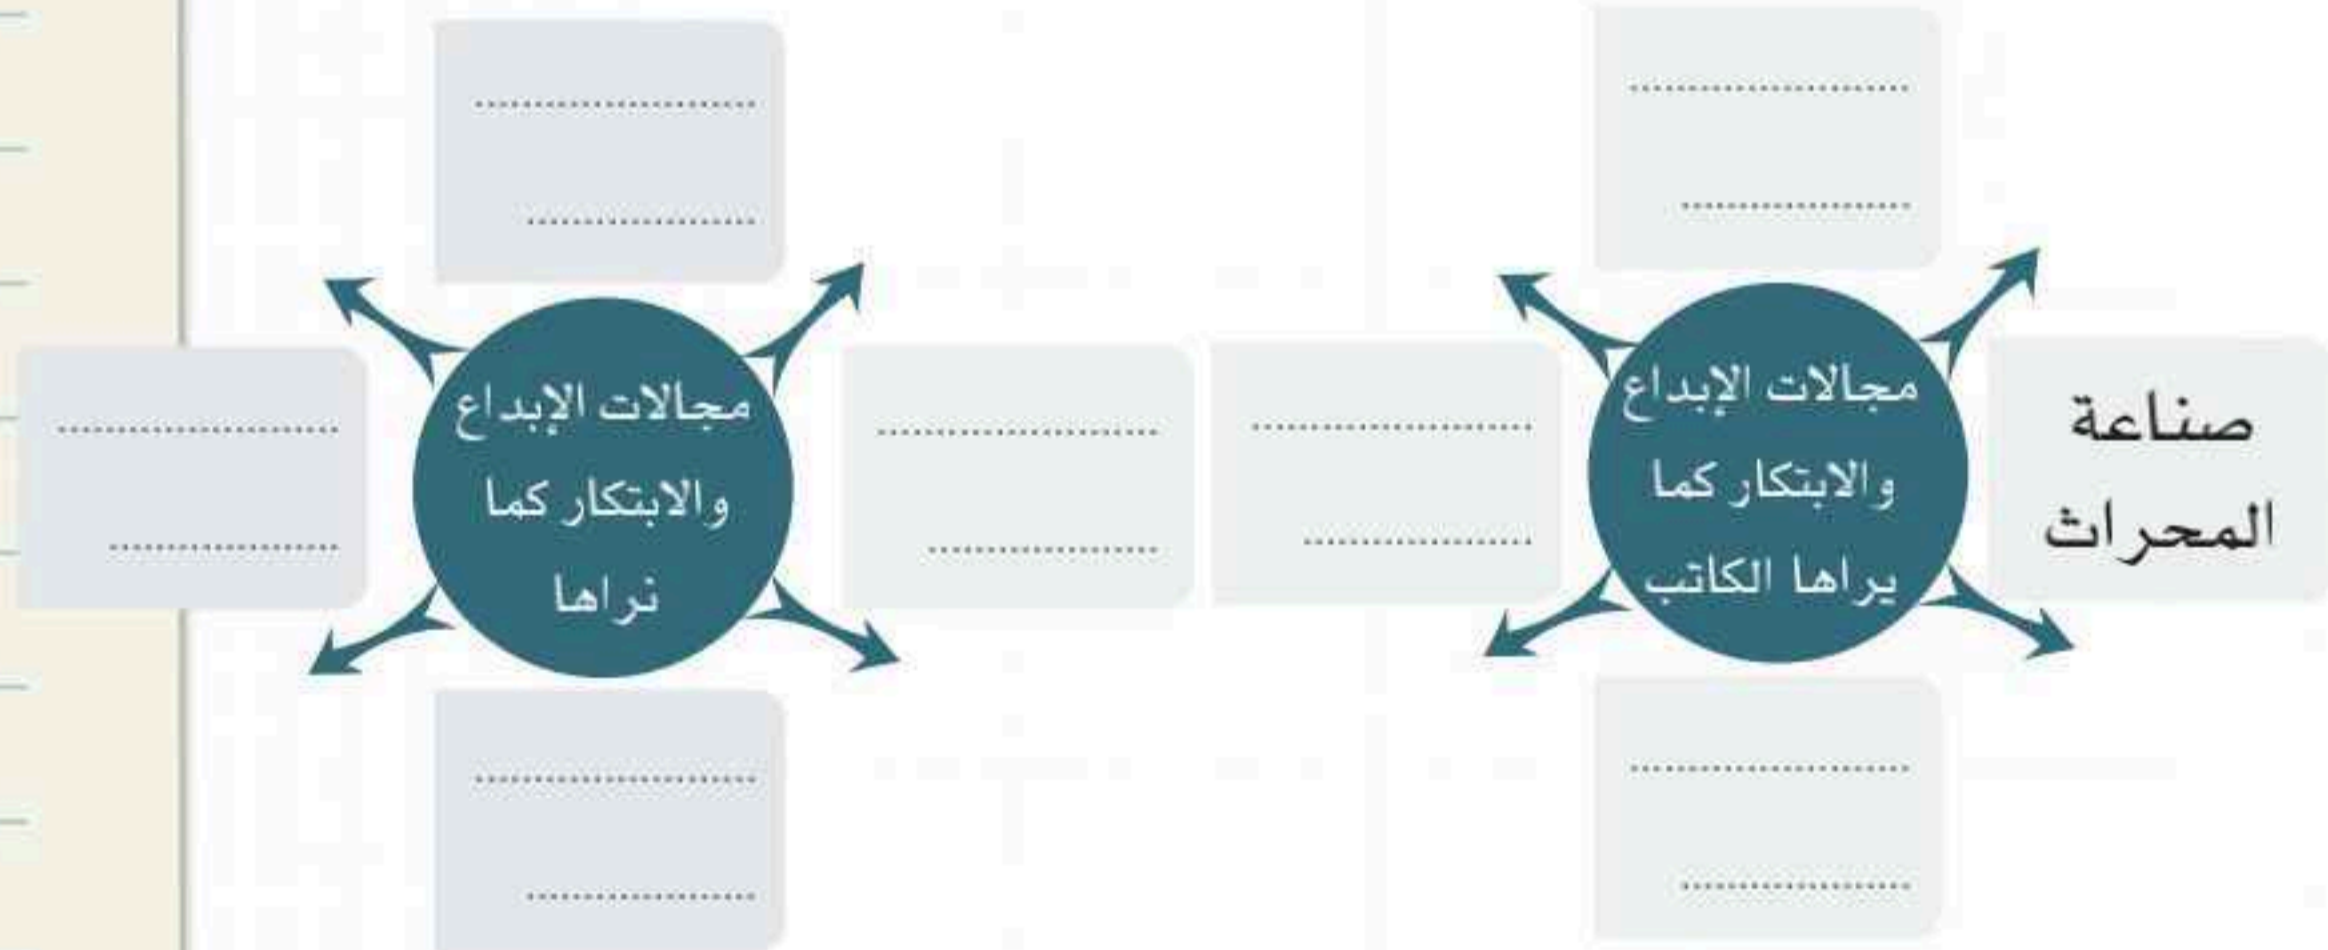 مجالات الإبداع
والابتكار كما
يراها الكاتب
صناعة
المحراث
مجالات الإبداع
والابتكار كما
نراها